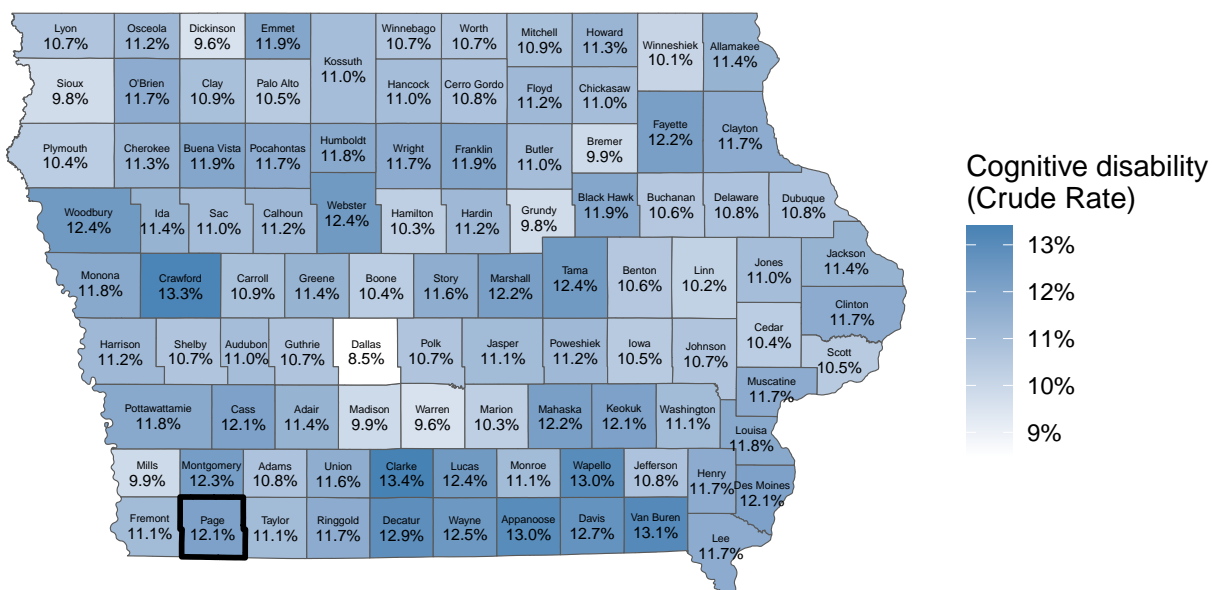 Lyon
10.7%
Osceola
11.2%
Dickinson
9.6%
Emmet
11.9%
Kossuth
11.0%
Winnebago
10.7%
Worth
10.7%
Mitchell
10.9%
Howard
11.3%
Winneshiek
10.1%
Allamakee
11.4%
Sioux
9.8%
O'Brien
11.7%
Clay
10.9%
Palo Alto
10.5%
Hancock
11.0%
Cerro Gordo
10.8%
Floyd
11.2%
Chickasaw
11.0%
Fayette
12.2%
Clayton
11.7%
Plymouth
10.4%
Cherokee
11.3%
Buena Vista
11.9%
Pocahontas
11.7%
Humboldt
11.8%
Wright
11.7%
Franklin
11.9%
Butler
11.0%
Bremer
9.9%
Woodbury
12.4%
Ida
11.4%
Sac
11.0%
Calhoun
11.2%
Webster
12.4%
Hamilton
10.3%
Hardin
11.2%
Grundy
9.8%
Black Hawk
11.9%
Buchanan
10.6%
Delaware
10.8%
Dubuque
10.8%
Monona
11.8%
Crawford
13.3%
Carroll
10.9%
Greene
11.4%
Boone
10.4%
Story
11.6%
Marshall
12.2%
Tama
12.4%
Benton
10.6%
Linn
10.2%
Jones
11.0%
Jackson
11.4%
Clinton
11.7%
Harrison
11.2%
Shelby
10.7%
Audubon
11.0%
Guthrie
10.7%
Dallas
8.5%
Polk
10.7%
Jasper
11.1%
Poweshiek
11.2%
Iowa
10.5%
Johnson
10.7%
Cedar
10.4%
Scott
10.5%
Muscatine
11.7%
Pottawattamie
11.8%
Cass
12.1%
Adair
11.4%
Madison
9.9%
Warren
9.6%
Marion
10.3%
Mahaska
12.2%
Keokuk
12.1%
Washington
11.1%
Louisa
11.8%
Mills
9.9%
Montgomery
12.3%
Adams
10.8%
Union
11.6%
Clarke
13.4%
Lucas
12.4%
Monroe
11.1%
Wapello
13.0%
Jefferson
10.8%
Henry
11.7%
Des Moines
12.1%
Fremont
11.1%
Page
12.1%
Taylor
11.1%
Ringgold
11.7%
Decatur
12.9%
Wayne
12.5%
Appanoose
13.0%
Davis
12.7%
Van Buren
13.1%
Lee
11.7%
Cognitive disability
(Crude Rate)
13%
12%
11%
10%
9%